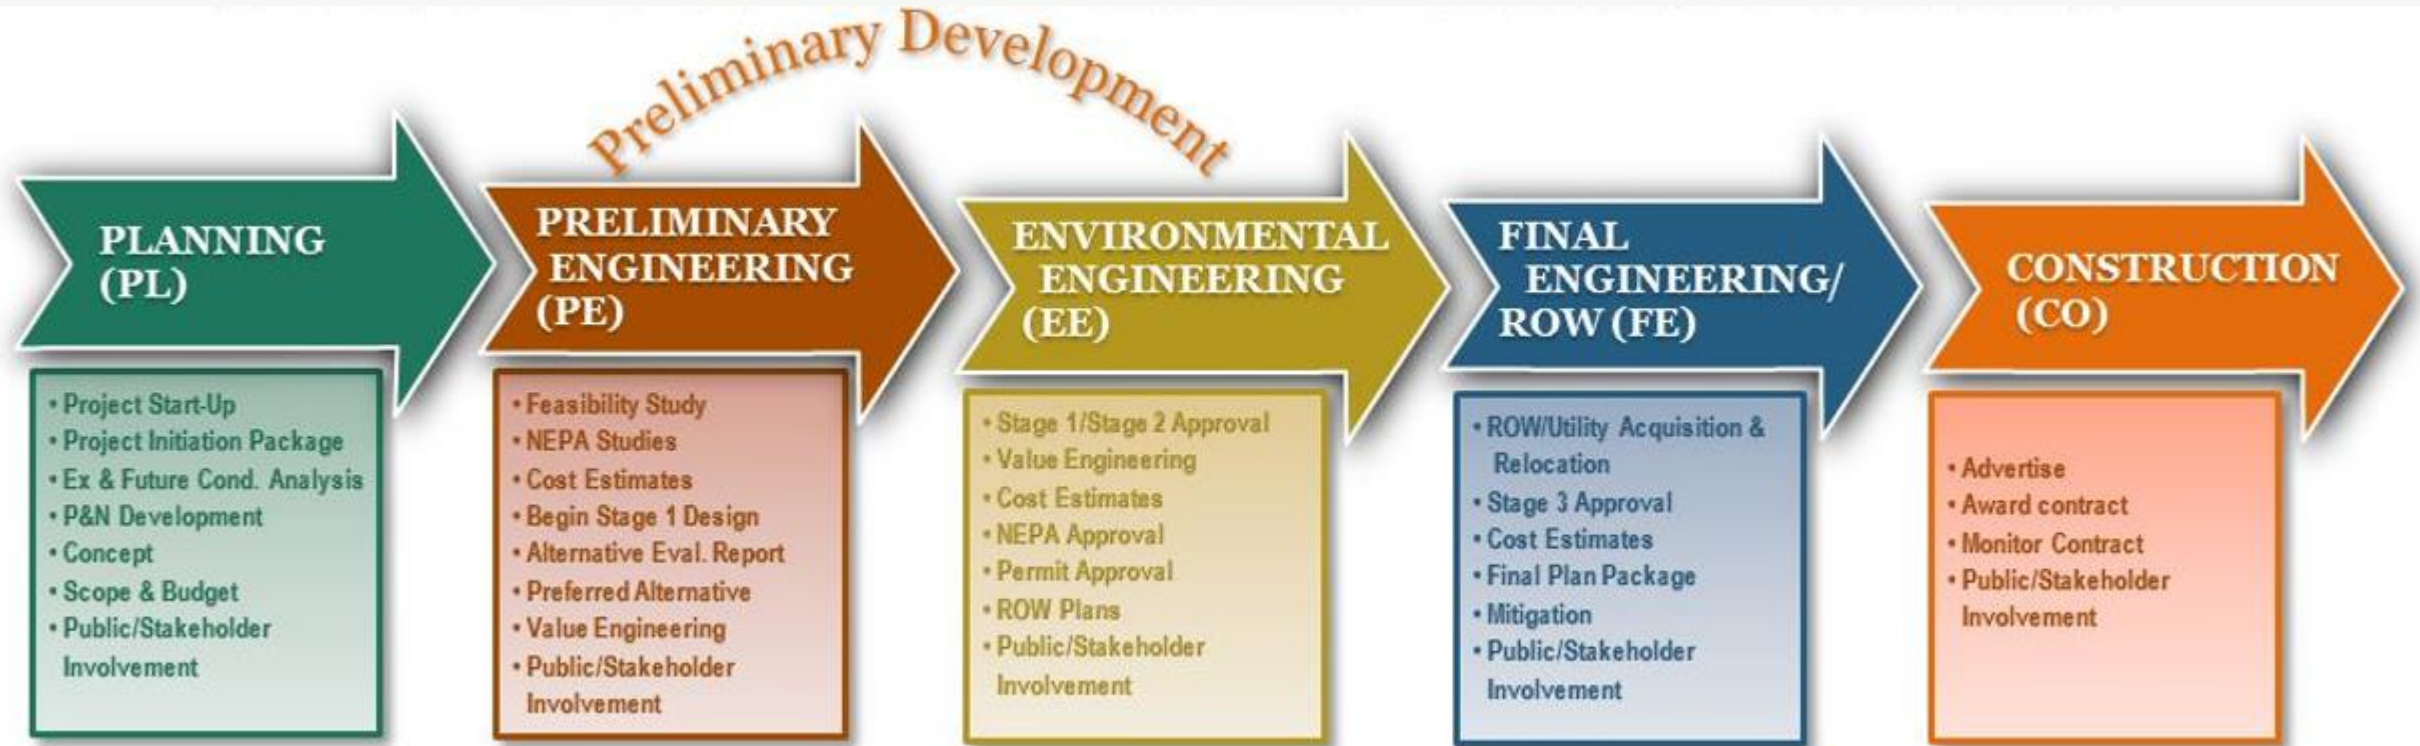 Preliminary Development
PLANNING
(PL)
• Project Start-Up
• Project Initiation Package
• Ex & Future Cond. Analysis
• P&N Development
• Concept
• Scope & Budget
• Public/Stakeholder
Involvement
PRELIMINARY
ENGINEERING
(PE)
• Feasibility Study
• NEPA Studies
• Cost Estimates
• Begin Stage 1 Design
• Alternative Eval. Report
• Preferred Alternative
• Value Engineering
• Public/Stakeholder
Involvement
ENVIRONMENTAL
ENGINEERING
(EE)
• Stage 1/Stage 2 Approval
• Value Engineering
• Cost Estimates
• NEPA Approval
• Permit Approval
• ROW Plans
• Public/Stakeholder
Involvement
FINAL
ENGINEERING/
ROW (FE)
• ROW/Utility Acquisition &
Relocation
• Stage 3 Approval
• Cost Estimates
• Final Plan Package
• Mitigation
• Public/Stakeholder
Involvement
CONSTRUCTION
(CO)
• Advertise
• Award contract
• Monitor Contract
• Public/Stakeholder
Involvement